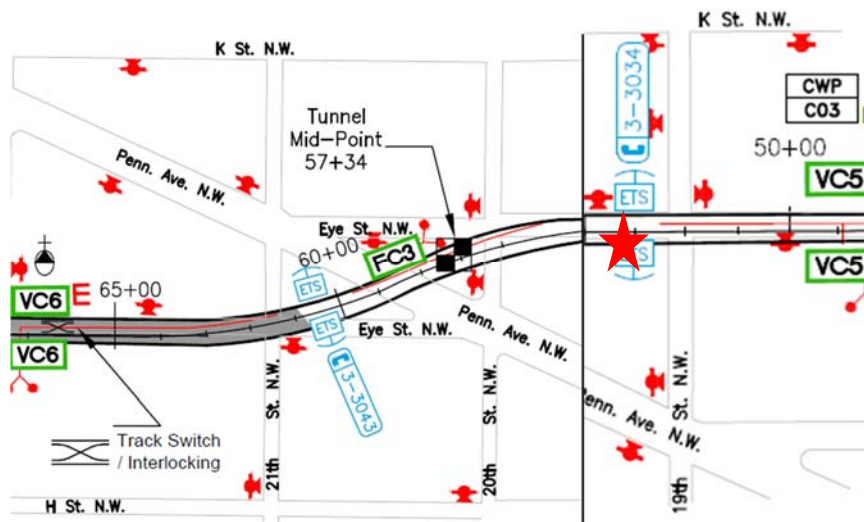 K St. N.W.
K St. N.W.
3-3034
CWP
C03
Tunnel
Mid-Point
57+34
50+00
Penn. Ave. N.W.
ETS
VC5
Eye St. N.W.
60+00
FC3
ETS
VC5
ETS
65+00
VC6
E
ETS
Eye St. N.W.
Penn. Ave. N.W.
VC6
3-3043
Track Switch
/ Interlocking
21th St. N.W.
20th St. N.W.
Penn. Ave. N.W.
19th St. N.W.
H St. N.W.